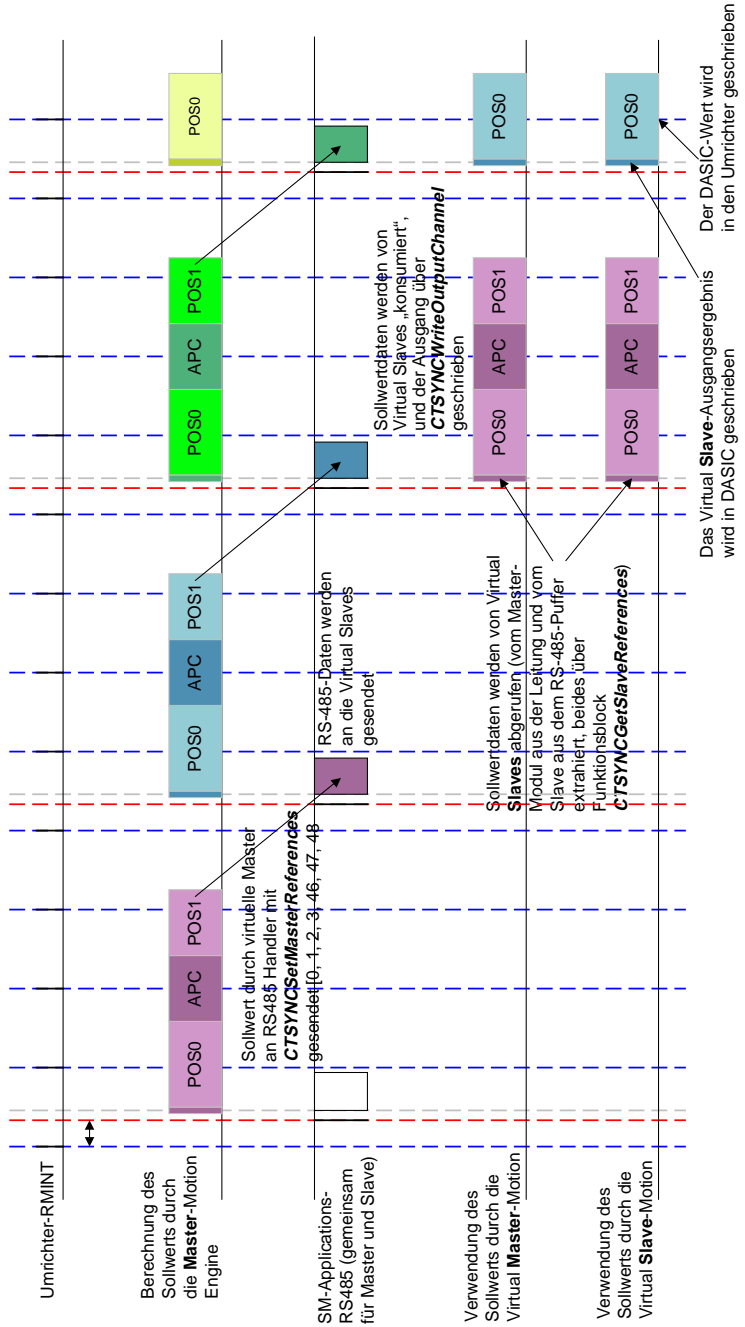 Umrichter-RMINT
Berechnung des
Sollwerts durch
die Master-Motion
Engine
POS0
APC
POS1
POS0
APC
POS1
POS0
APC
POS1
POS0
Sollwert durch virtuelle Master
an RS485 Handler mit
CTSYNCSetMasterReferences
gesendet [0, 1, 2, 3, 46, 47, 48
SM-Applications-
RS485 (gemeinsam
für Master und Slave)
RS-485-Daten werden
an die Virtual Slaves
gesendet
Sollwertdaten werden von
Virtual Slaves „konsumiert“,
und der Ausgang über
CTSYNCWriteOutputChannel
geschrieben
Verwendung des
Sollwerts durch die
Virtual Master-Motion
POS0
APC
POS1
POS0
Sollwertdaten werden von Virtual
Slaves abgerufen (vom Master-
Modul aus der Leitung und vom
Slave aus dem RS-485-Puffer
extrahiert, beides über
Funktionsblock
CTSYNCGetSlaveReferences)
Verwendung des
Sollwerts durch die
Virtual Slave-Motion
POS0
APC
POS1
POS0
Das Virtual Slave-Ausgangsergebnis
wird in DASIC geschrieben
Der DASIC-Wert wird
in den Umrichter geschrieben